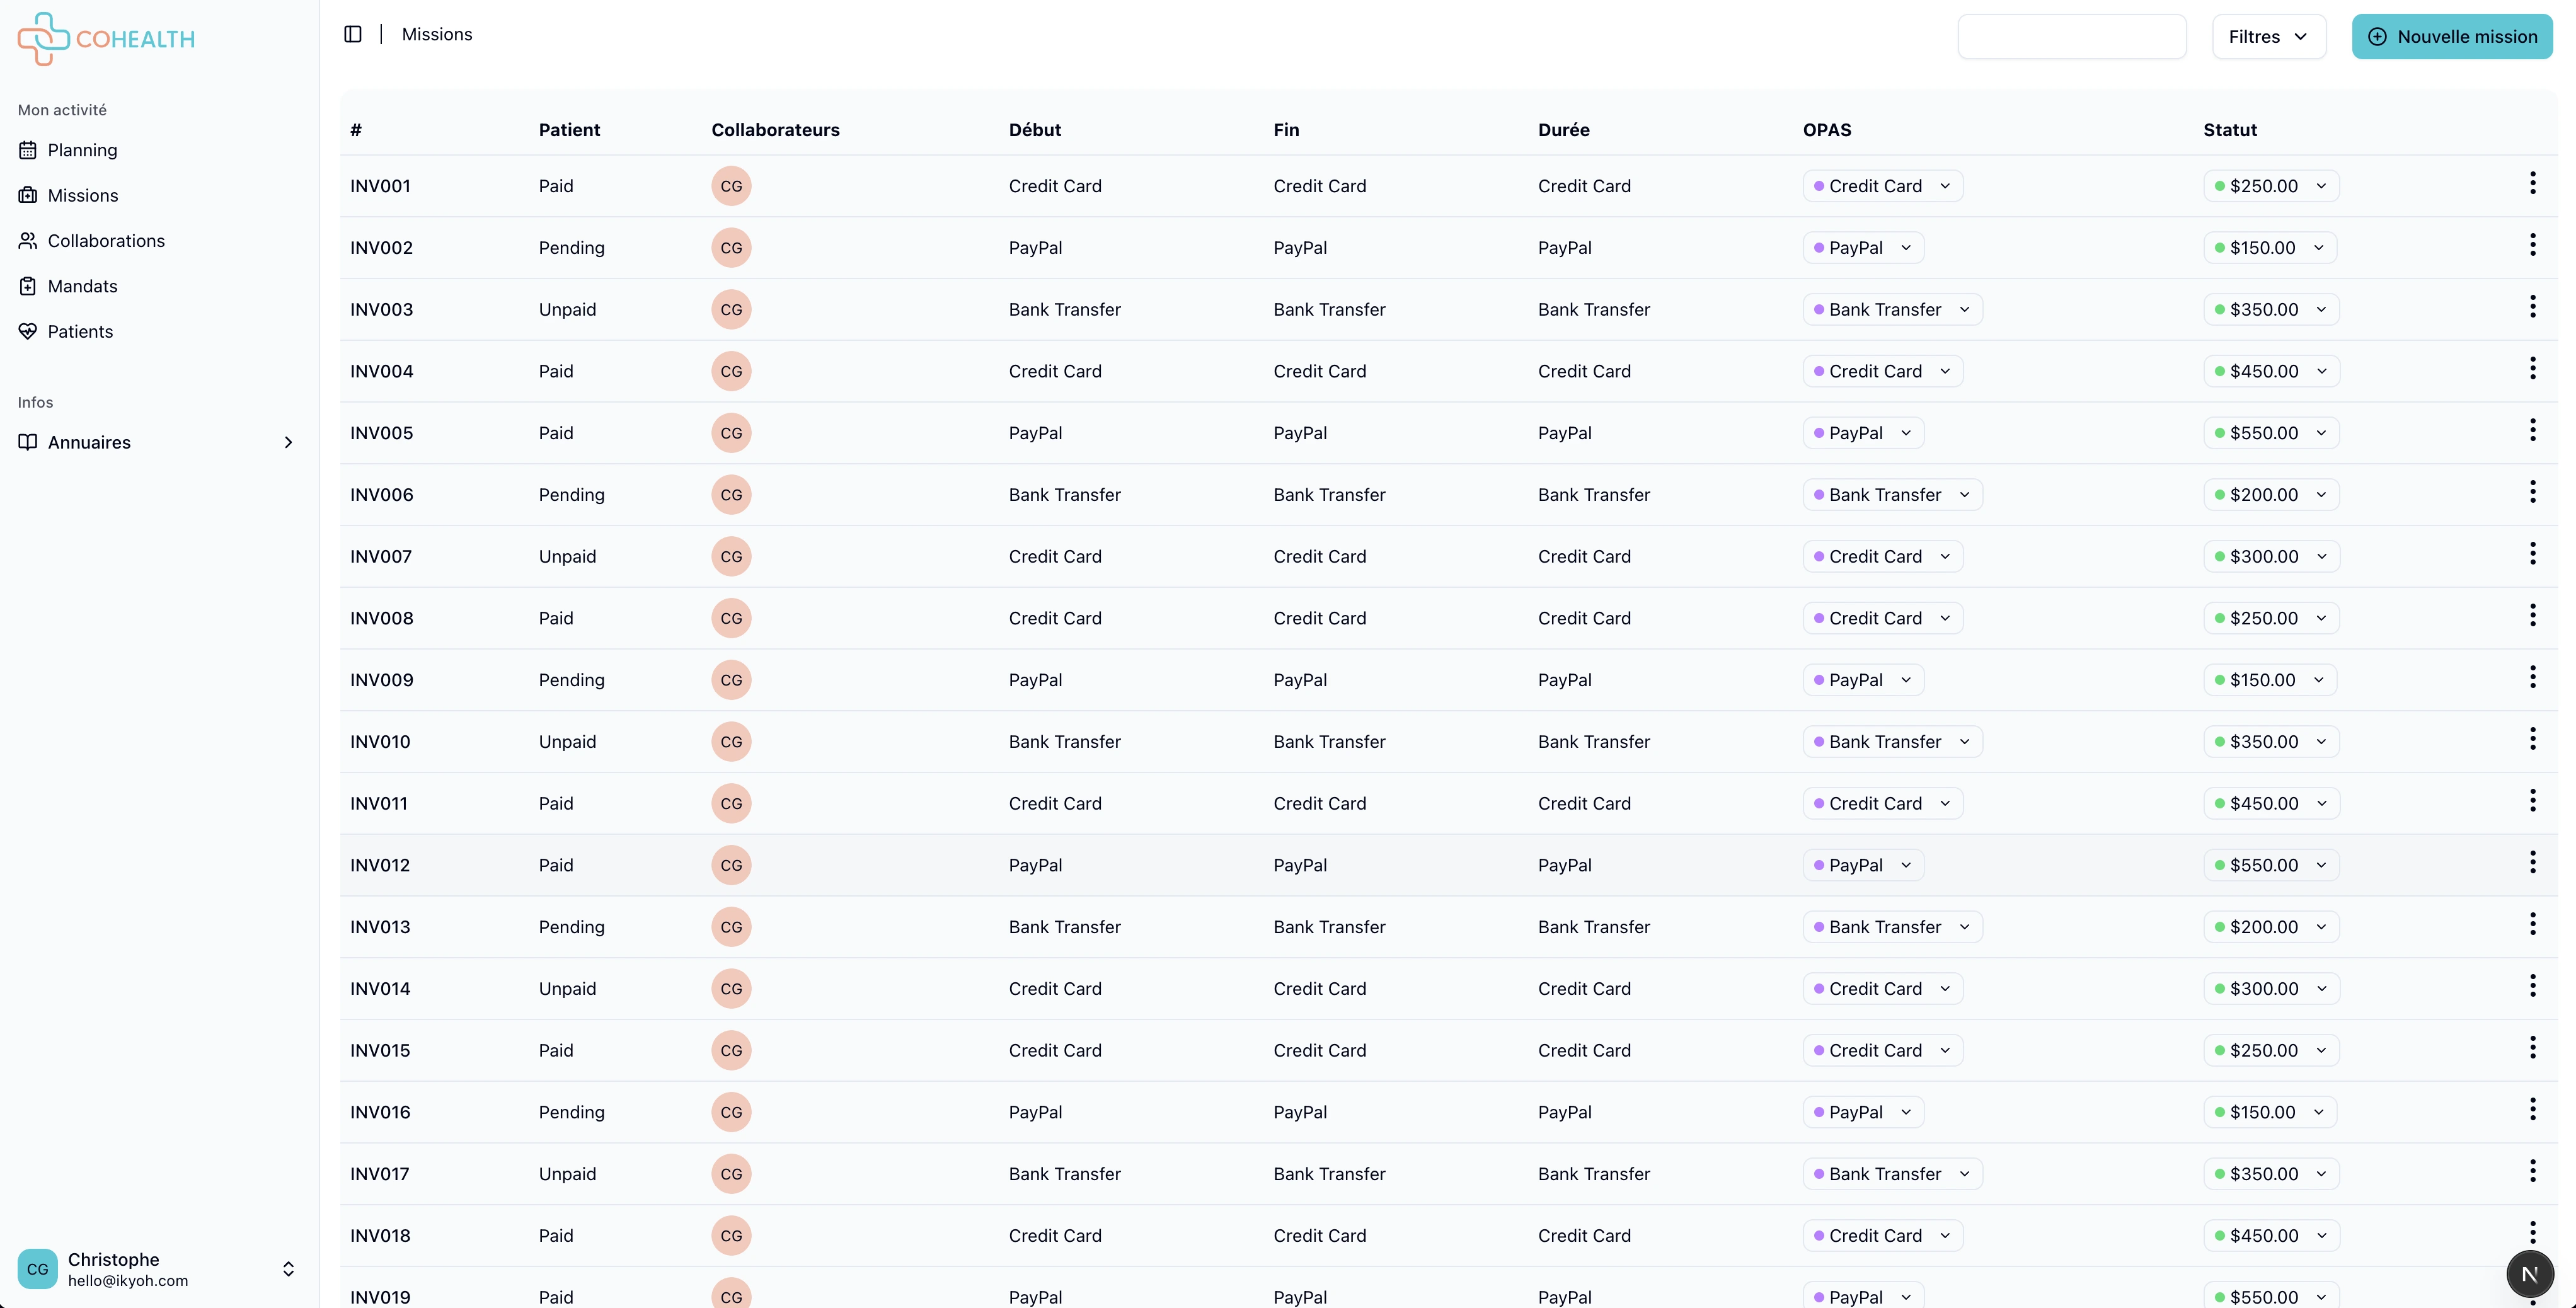 COHEALTH
Missions
Filtres
Nouvelle mission
Mon activité
Planning
Missions
Collaborations
Mandats
Patients
Infos
Annuaires
# Patient Collaborateurs Début Fin Durée OPAS Statut
INV001 Paid CG Credit Card Credit Card Credit Card Credit Card $250.00
INV002 Pending CG PayPal PayPal PayPal PayPal $150.00
INV003 Unpaid CG Bank Transfer Bank Transfer Bank Transfer Bank Transfer $350.00
INV004 Paid CG Credit Card Credit Card Credit Card Credit Card $450.00
INV005 Paid CG PayPal PayPal PayPal PayPal $550.00
INV006 Pending CG Bank Transfer Bank Transfer Bank Transfer Bank Transfer $200.00
INV007 Unpaid CG Credit Card Credit Card Credit Card Credit Card $300.00
INV008 Paid CG Credit Card Credit Card Credit Card Credit Card $250.00
INV009 Pending CG PayPal PayPal PayPal PayPal $150.00
INV010 Unpaid CG Bank Transfer Bank Transfer Bank Transfer Bank Transfer $350.00
INV011 Paid CG Credit Card Credit Card Credit Card Credit Card $450.00
INV012 Paid CG PayPal PayPal PayPal PayPal $550.00
INV013 Pending CG Bank Transfer Bank Transfer Bank Transfer Bank Transfer $200.00
INV014 Unpaid CG Credit Card Credit Card Credit Card Credit Card $300.00
INV015 Paid CG Credit Card Credit Card Credit Card Credit Card $250.00
INV016 Pending CG PayPal PayPal PayPal PayPal $150.00
INV017 Unpaid CG Bank Transfer Bank Transfer Bank Transfer Bank Transfer $350.00
INV018 Paid CG Credit Card Credit Card Credit Card Credit Card $450.00
INV019 Paid CG PayPal PayPal PayPal PayPal $550.00
CG
Christophe
hello@ikyoh.com
N